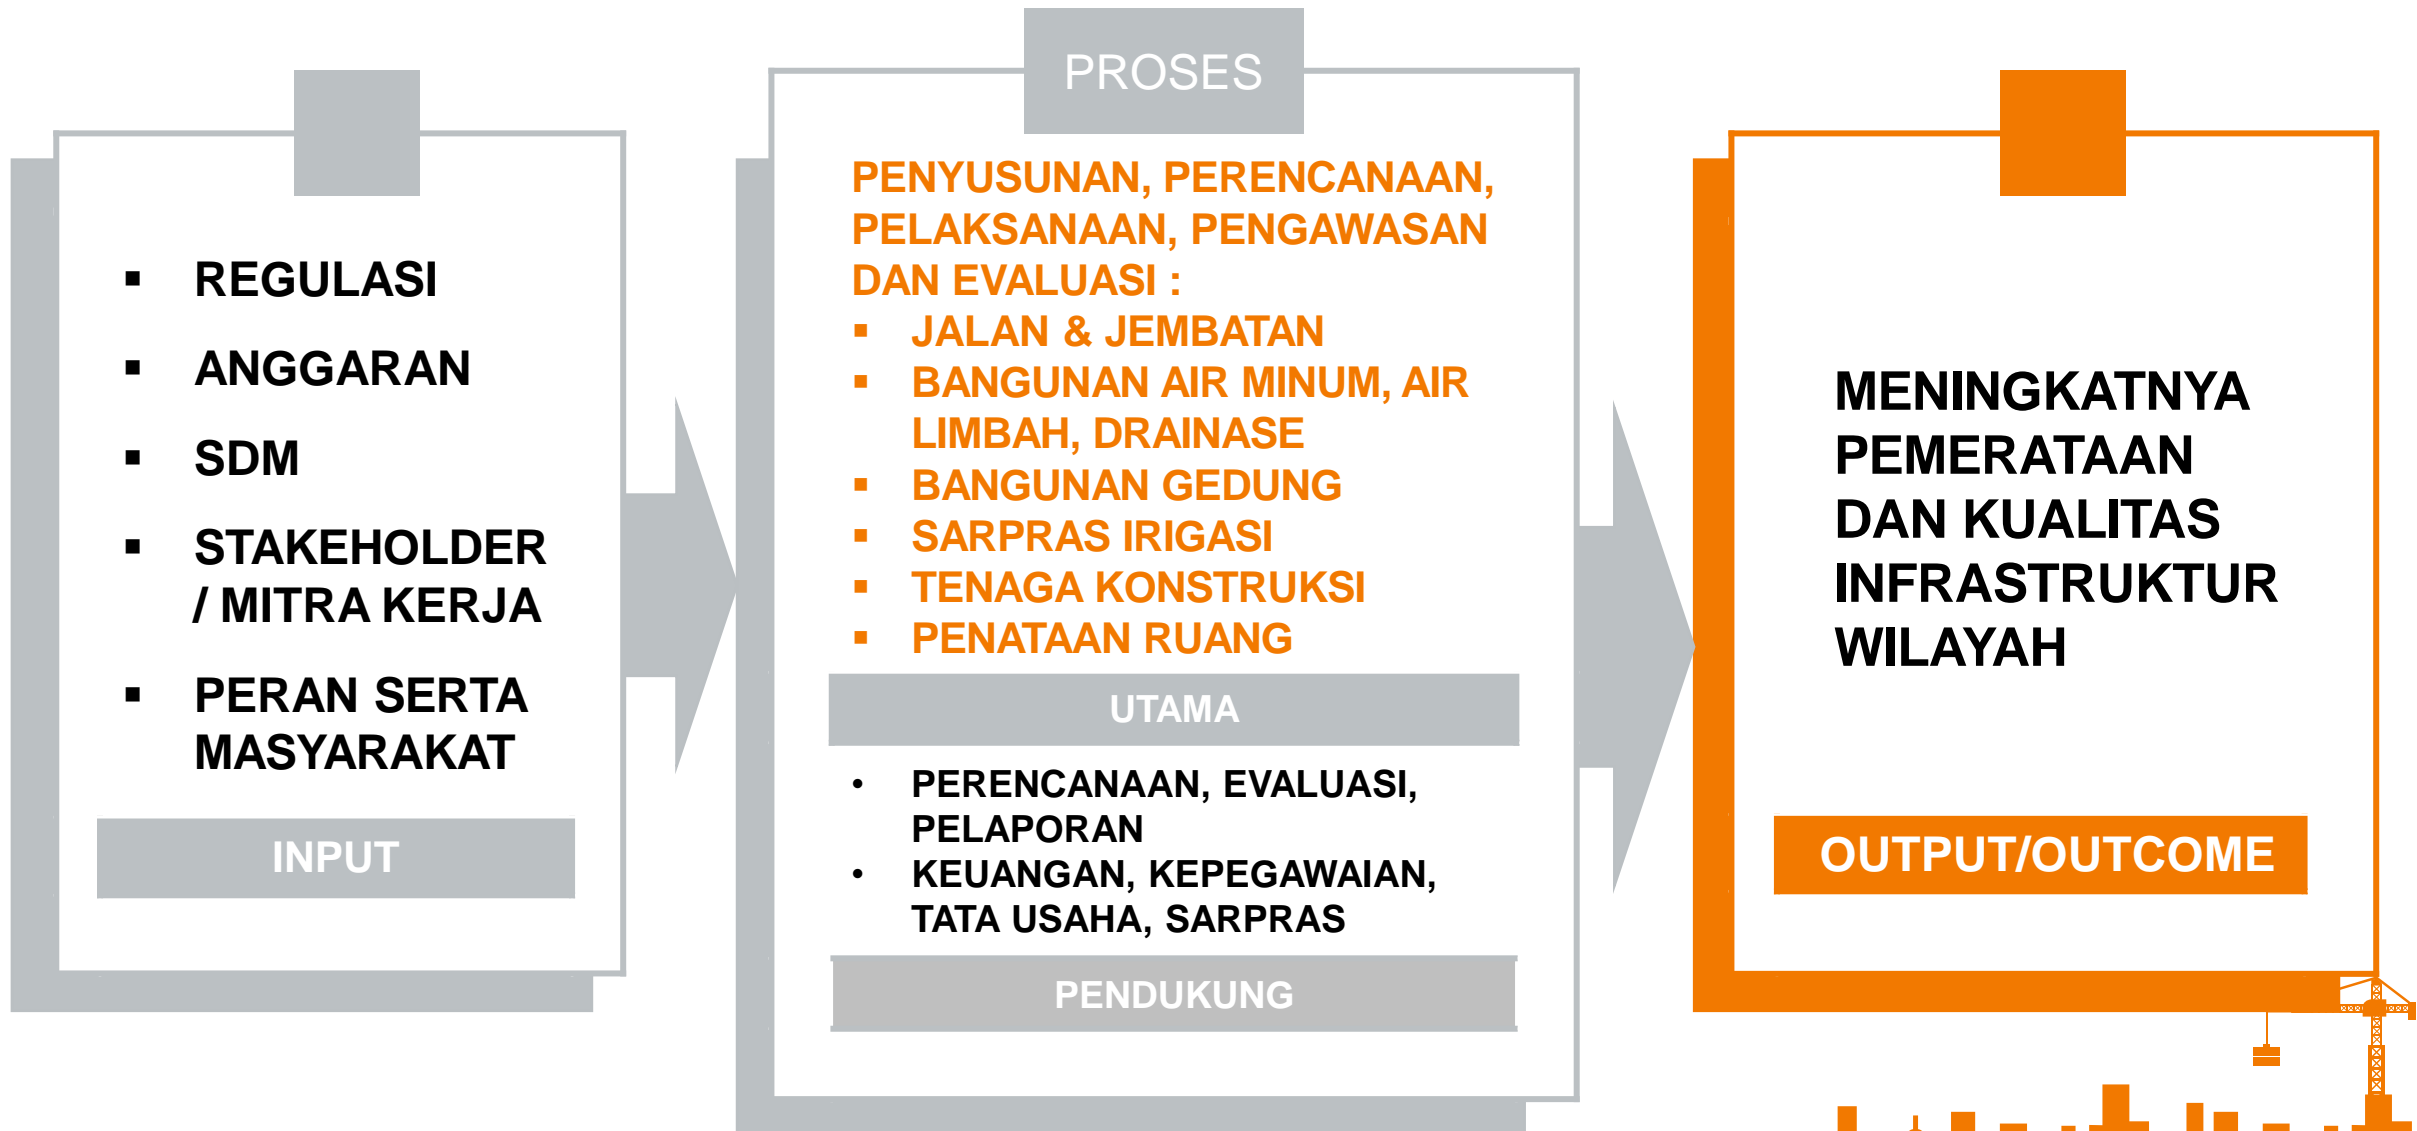 ▪ REGULASI
▪ ANGGARAN
▪ SDM
▪ STAKEHOLDER
/ MITRA KERJA
▪ PERAN SERTA
MASYARAKAT
INPUT
PROSES
PENYUSUNAN, PERENCANAAN,
PELAKSANAAN, PENGAWASAN
DAN EVALUASI :
▪ JALAN & JEMBATAN
▪ BANGUNAN AIR MINUM, AIR
LIMBAH, DRAINASE
▪ BANGUNAN GEDUNG
▪ SARPRAS IRIGASI
▪ TENAGA KONSTRUKSI
▪ PENATAAN RUANG
UTAMA
• PERENCANAAN, EVALUASI,
PELAPORAN
• KEUANGAN, KEPEGAWAIAN,
TATA USAHA, SARPRAS
PENDUKUNG
MENINGKATNYA
PEMERATAAN
DAN KUALITAS
INFRASTRUKTUR
WILAYAH
OUTPUT/OUTCOME